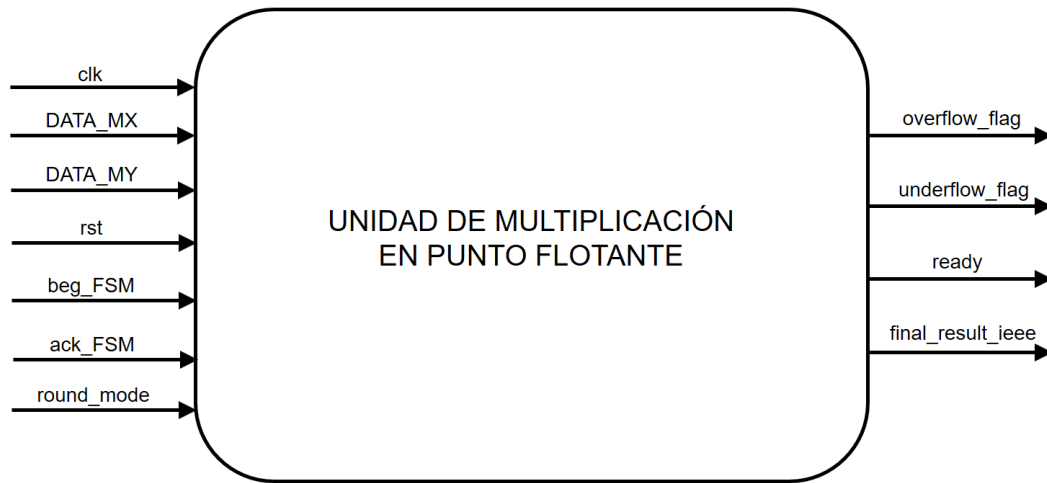 clk
DATA_MX
DATA_MY
rst
beg_FSM
ack_FSM
round_mode
UNIDAD DE MULTIPLICACIÓN
EN PUNTO FLOTANTE
overflow_flag
underflow_flag
ready
final_result_ieee